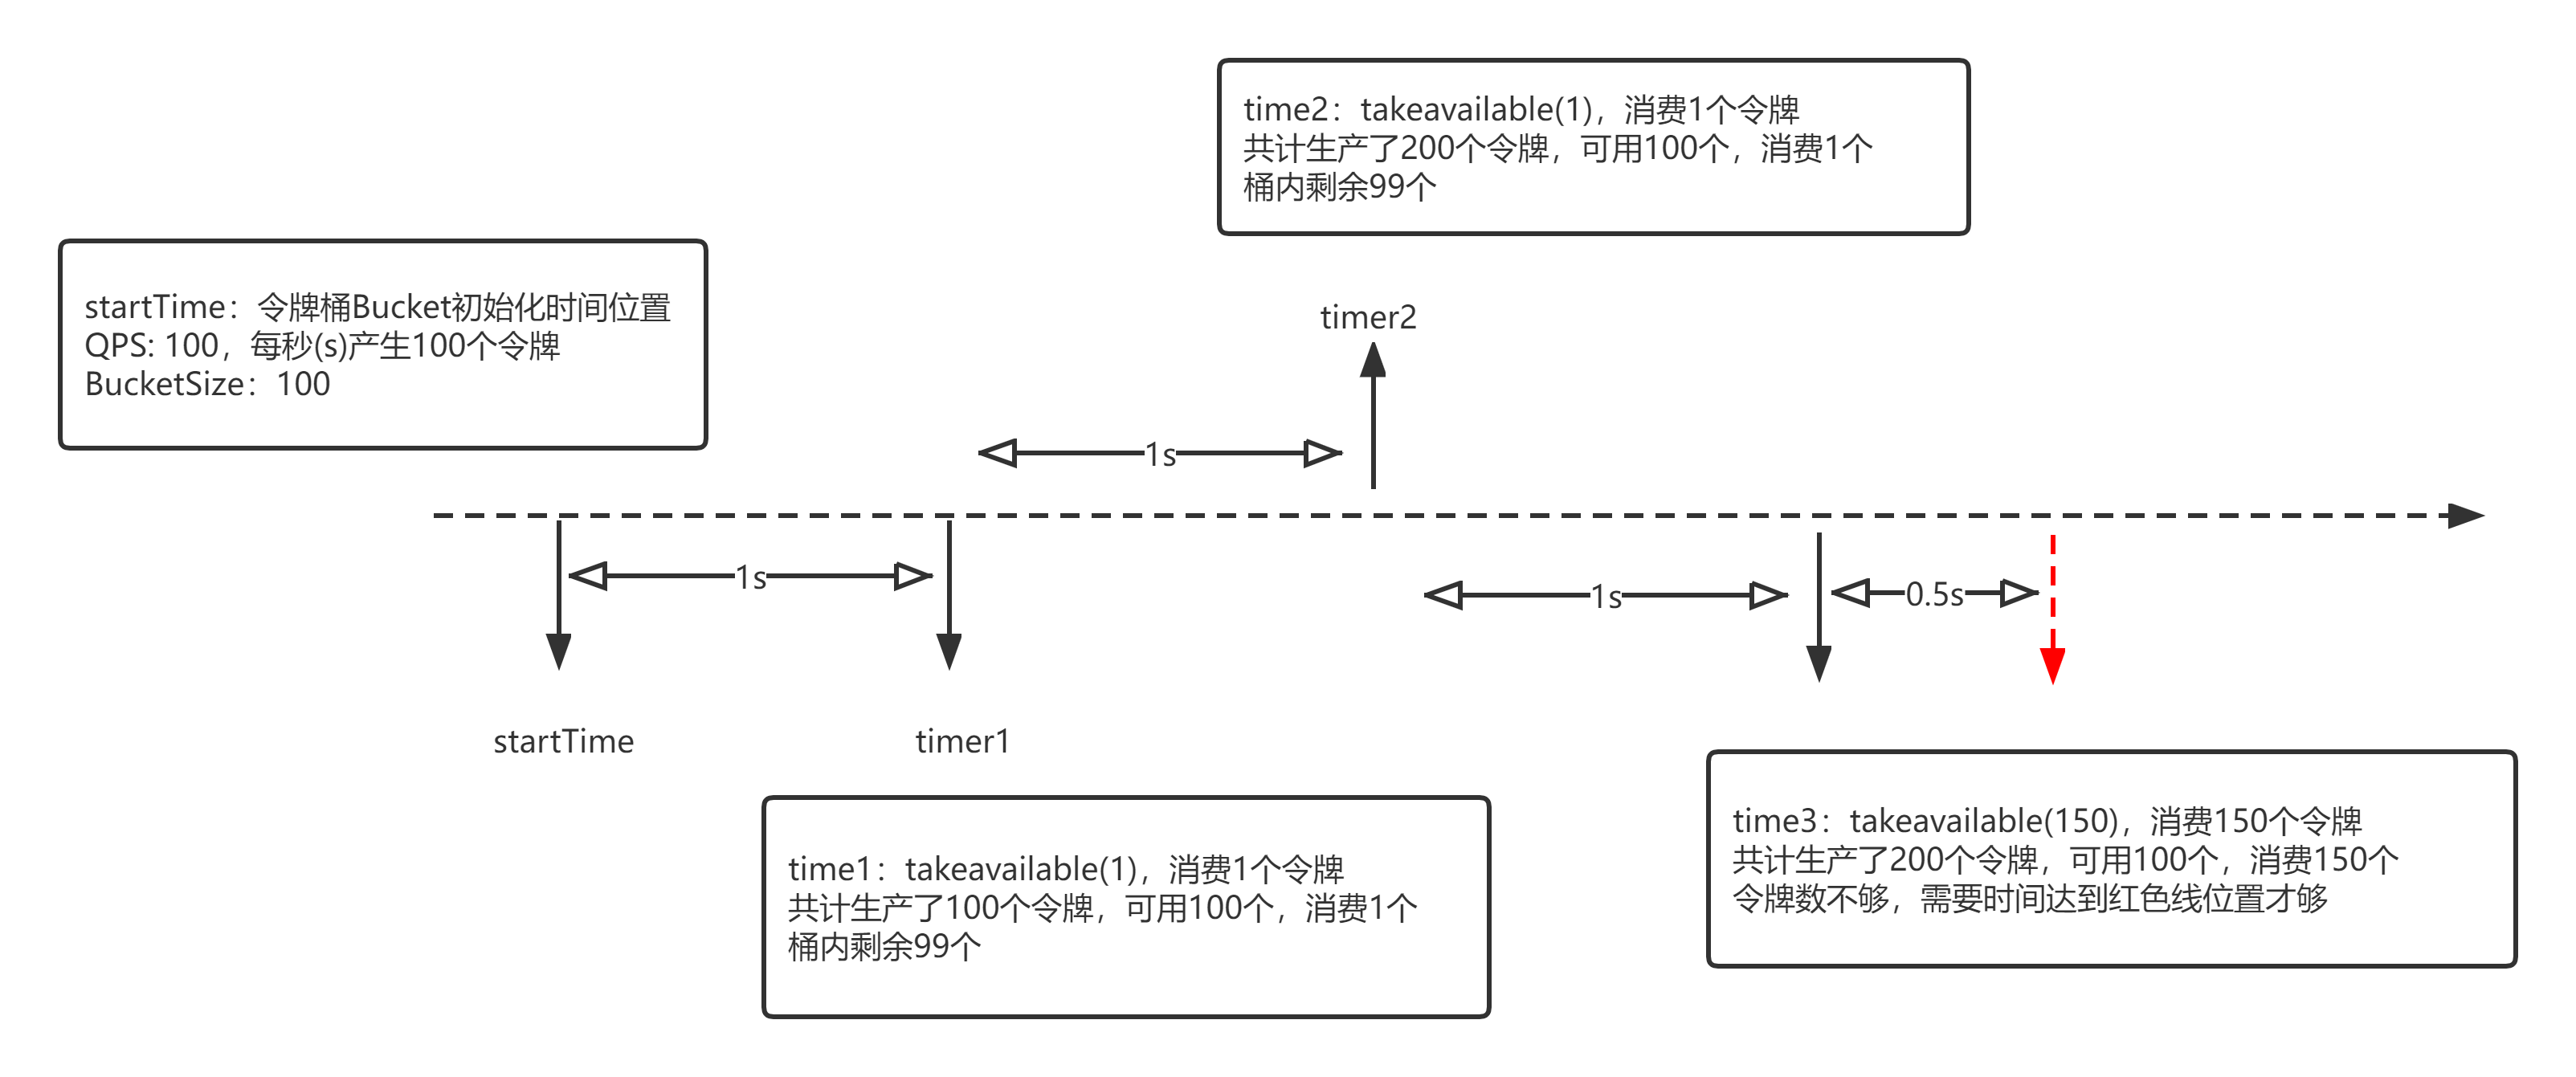 time2：takeavailable(1)，消费1个令牌
共计生产了200个令牌，可用100个，消费1个
桶内剩余99个
startTime：令牌桶Bucket初始化时间位置
QPS: 100，每秒(s)产生100个令牌
BucketSize：100
timer2
1s
1s
1s
0.5s
startTime
timer1
time1：takeavailable(1)，消费1个令牌
共计生产了100个令牌，可用100个，消费1个
桶内剩余99个
time3：takeavailable(150)，消费150个令牌
共计生产了200个令牌，可用100个，消费150个
令牌数不够，需要时间达到红色线位置才够